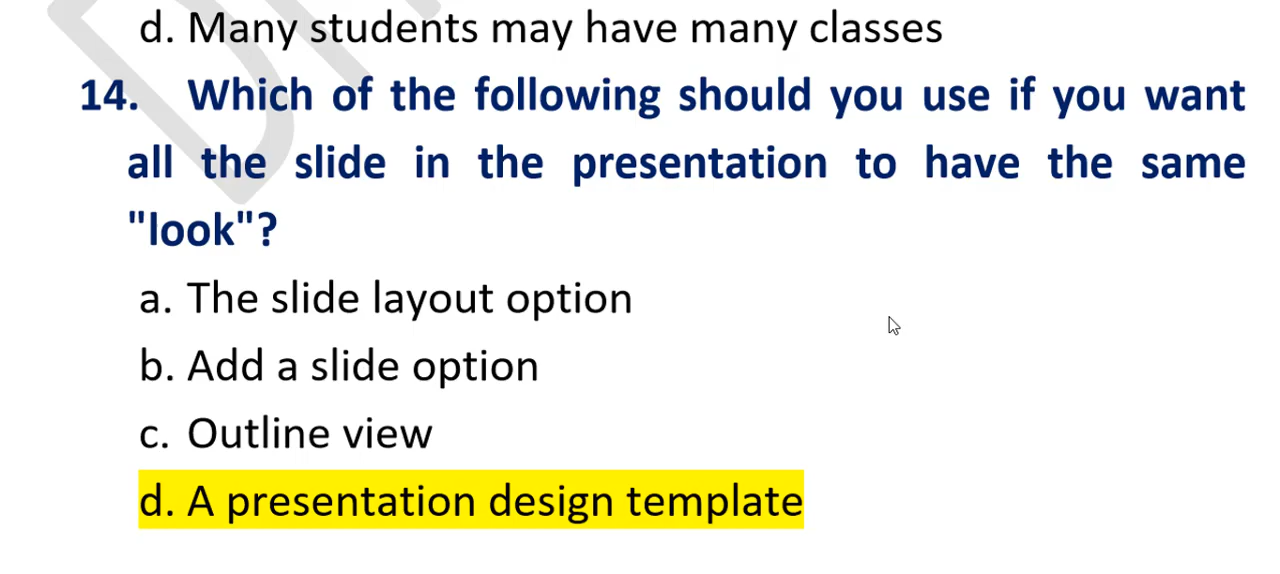 d. Many students may have many classes
14. Which of the following should you use if you want
all the slide in the presentation to have the same
"look"?
a. The slide layout option
b. Add a slide option
c. Outline view
d. A presentation design template